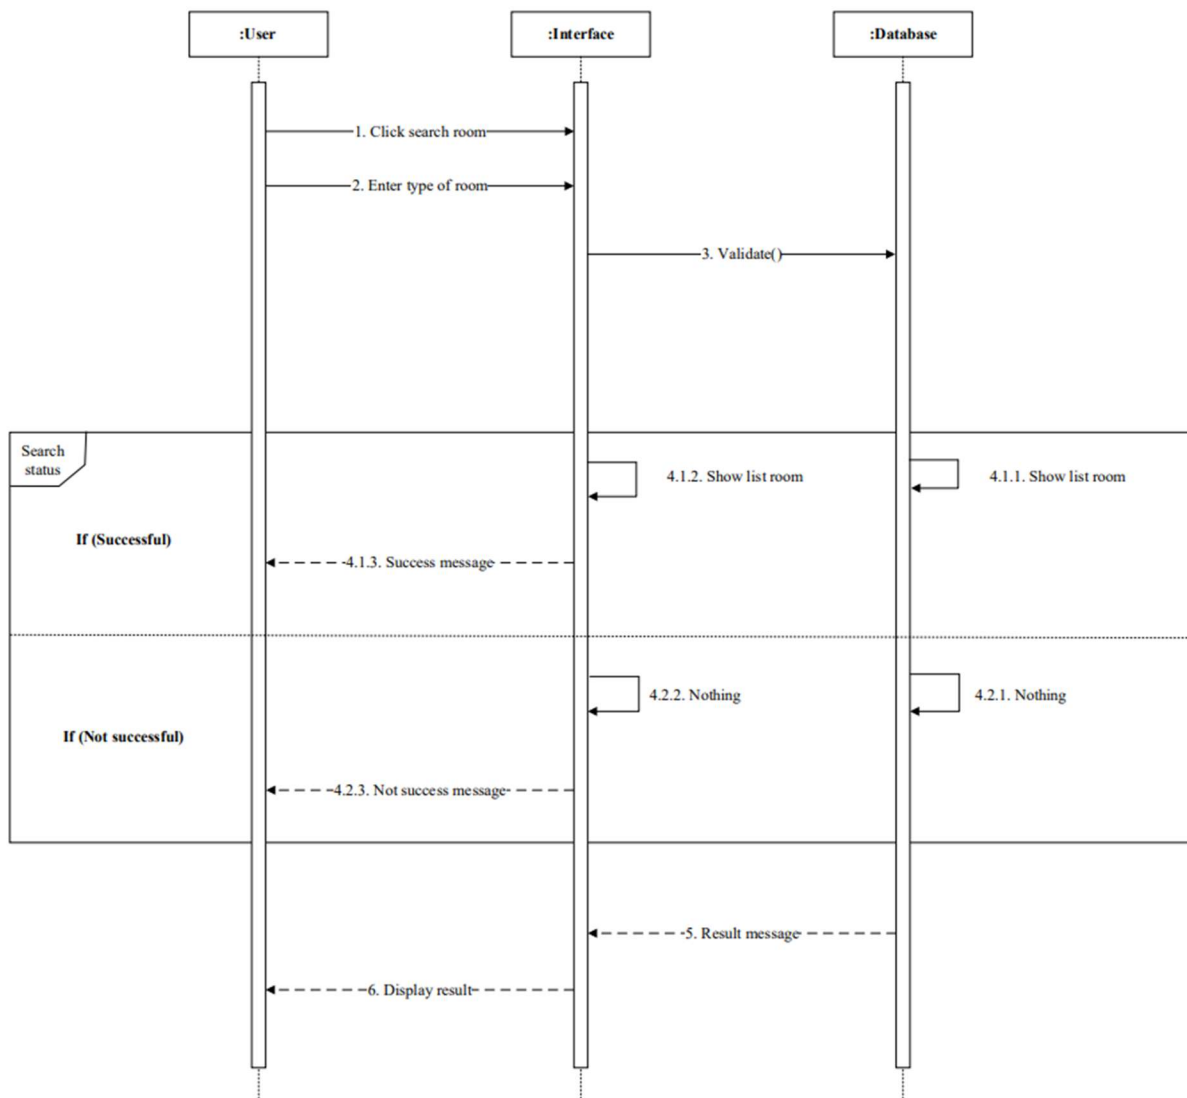 :User
:Interface
:Database
1. Click search room
2. Enter type of room
3. Validate()
Search
status
4.1.2. Show list room
4.1.1. Show list room
If (Successful)
4.1.3. Success message
4.2.2. Nothing
4.2.1. Nothing
If (Not successful)
4.2.3. Not success message
5. Result message
6. Display result